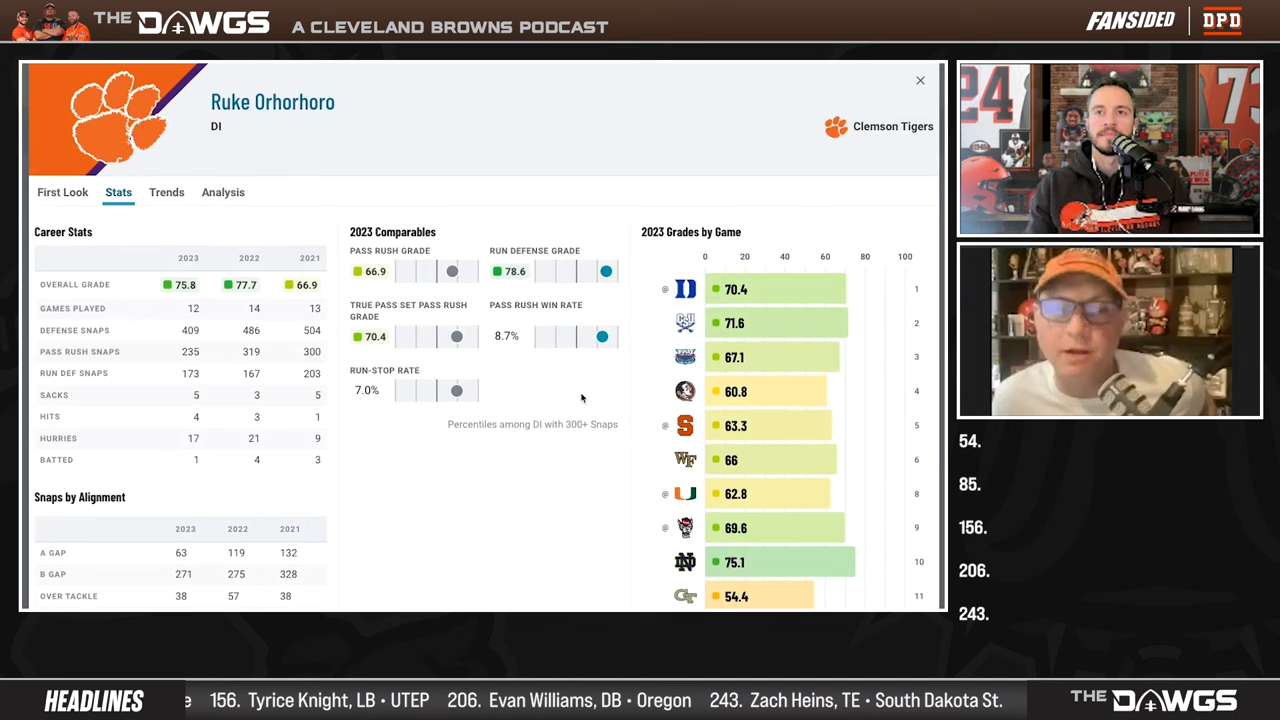 THE DAWGS
A CLEVELAND BROWNS PODCAST
FANSIDED
DPD
Ruke Orhorhoro
DI
Clemson Tigers
First Look
Stats
Trends
Analysis
Career Stats
2023 2022 2021
OVERALL GRADE 75.8 77.7 66.9
GAMES PLAYED 12 14 13
DEFENSE SNAPS 409 486 504
PASS RUSH SNAPS 235 319 300
RUN DEF SNAPS 173 167 203
SACKS 5 3 5
HITS 4 3 1
HURRIES 17 21 9
BATTED 1 4 3
Snaps by Alignment
2023 2022 2021
A GAP 63 119 132
B GAP 271 275 328
OVER TACKLE 38 57 38
2023 Comparables
PASS RUSH GRADE
66.9
RUN DEFENSE GRADE
78.6
TRUE PASS SET PASS RUSH
GRADE
70.4
PASS RUSH WIN RATE
8.7%
RUN-STOP RATE
7.0%
Percentiles among DI with 300+ Snaps
2023 Grades by Game
0 20 40 60 80 100
@ D 70.4 1
71.6 2
67.1 3
60.8 4
@ S 63.3 5
WF 66 6
@ U 62.8 8
@ 69.6 9
ND 75.1 10
GT 54.4 11
24
1946
73
54.
85.
156.
206.
243.
HEADLINES
e 156. Tyrice Knight, LB • UTEP 206. Evan Williams, DB • Oregon 243. Zach Heins, TE • South Dakota St.
THE DAWGS